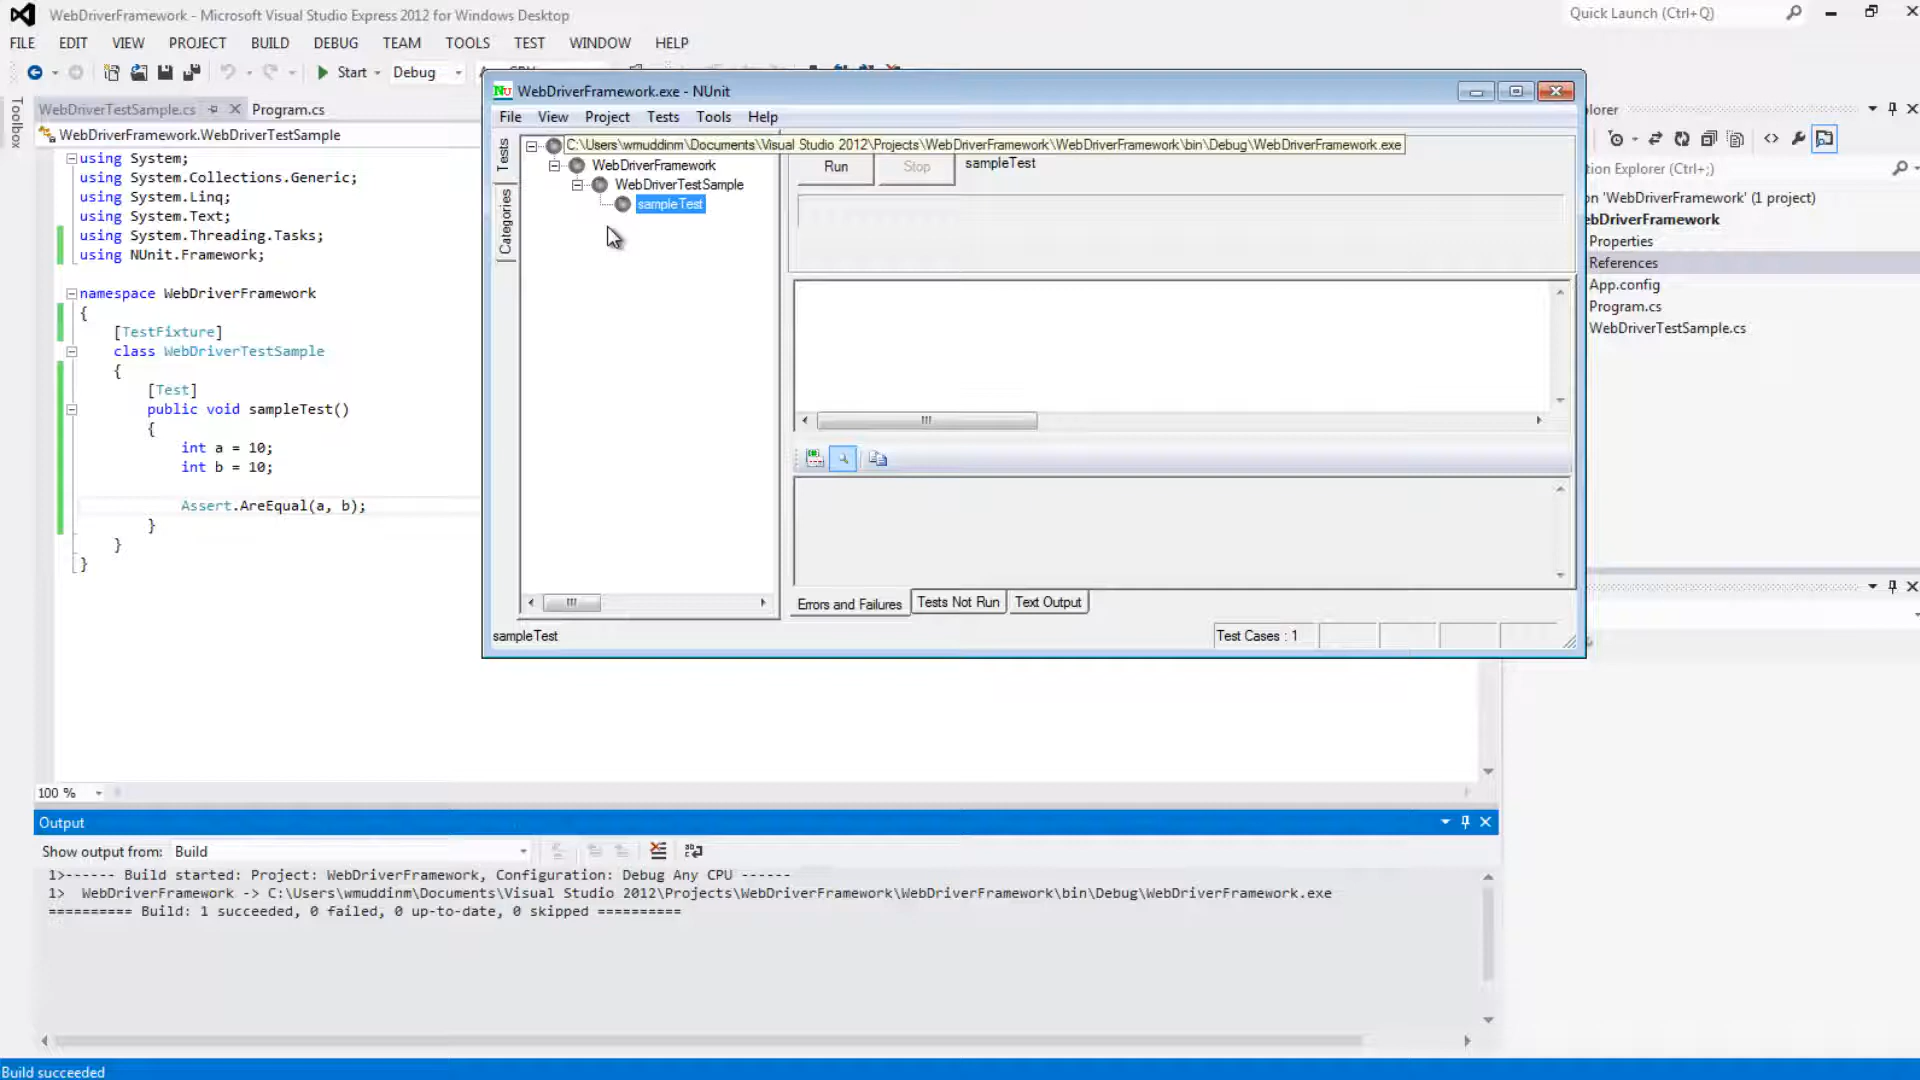 WebDriverFramework - Microsoft Visual Studio Express 2012 for Windows Desktop
Quick Launch (Ctrl+Q)
FILE EDIT VIEW PROJECT BUILD DEBUG TEAM TOOLS TEST WINDOW HELP
Start Debug
Toolbox
WebDriverTestSample.cs Program.cs
WebDriverFramework.WebDriverTestSample
using System;
using System.Collections.Generic;
using System.Linq;
using System.Text;
using System.Threading.Tasks;
using NUnit.Framework;
namespace WebDriverFramework
{
[TestFixture]
class WebDriverTestSample
{
[Test]
public void sampleTest()
{
int a = 10;
int b = 10;
Assert.AreEqual(a, b);
}
}
}
100 %
WebDriverFramework.exe - NUnit
File View Project Tests Tools Help
Tests
Categories
C:\Users\wmuddinm\Documents\Visual Studio 2012\Projects\WebDriverFramework\WebDriverFramework\bin\Debug\WebDriverFramework.exe
WebDriverFramework
WebDriverTestSample
sampleTest
Run Stop sampleTest
Errors and Failures Tests Not Run Text Output
sampleTest
Test Cases : 1
plorer
tion Explorer (Ctrl+;)
on 'WebDriverFramework' (1 project)
ebDriverFramework
Properties
References
App.config
Program.cs
WebDriverTestSample.cs
Output
Show output from: Build
1>------ Build started: Project: WebDriverFramework, Configuration: Debug Any CPU ------
1> WebDriverFramework -> C:\Users\wmuddinm\Documents\Visual Studio 2012\Projects\WebDriverFramework\WebDriverFramework\bin\Debug\WebDriverFramework.exe
========== Build: 1 succeeded, 0 failed, 0 up-to-date, 0 skipped ==========
Build succeeded